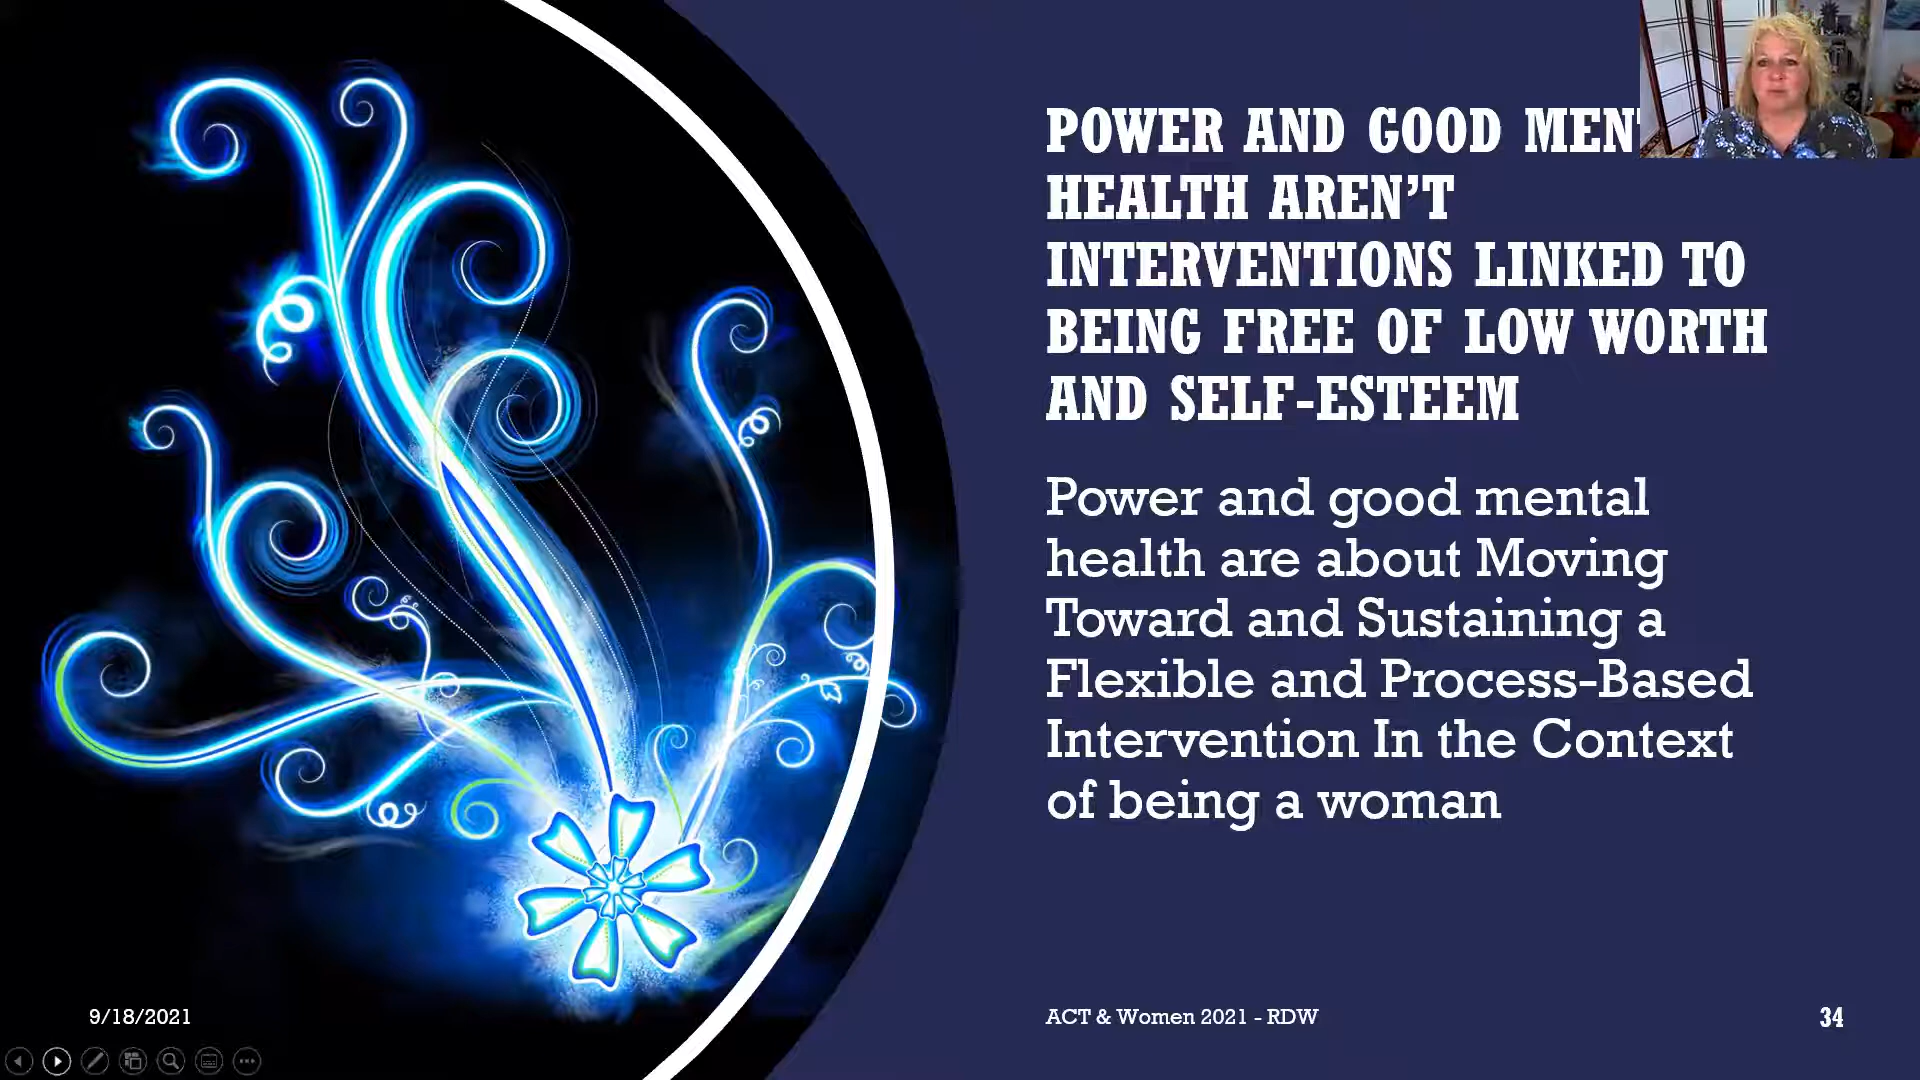 POWER AND GOOD
HEALTH AREN'T
INTERVENTIONS LINKED TO
BEING FREE OF LOW WORTH
AND SELF-ESTEEM
Power and good mental
health are about Moving
Toward and Sustaining a
Flexible and Process-Based
Intervention In the Context
of being a woman
9/18/2021
ACT & Women 2021 - RDW
34